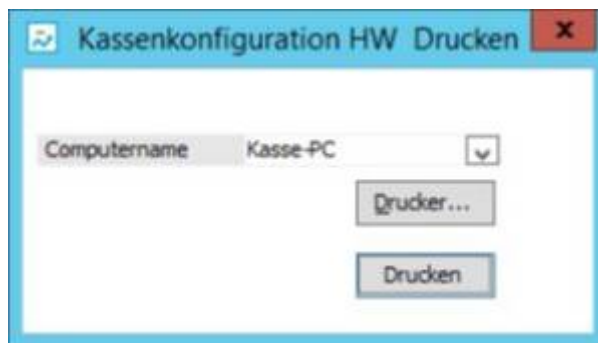 Kassenkonfiguration HW Drucken
Computername Kasse-PC
Drucker...
Drucken